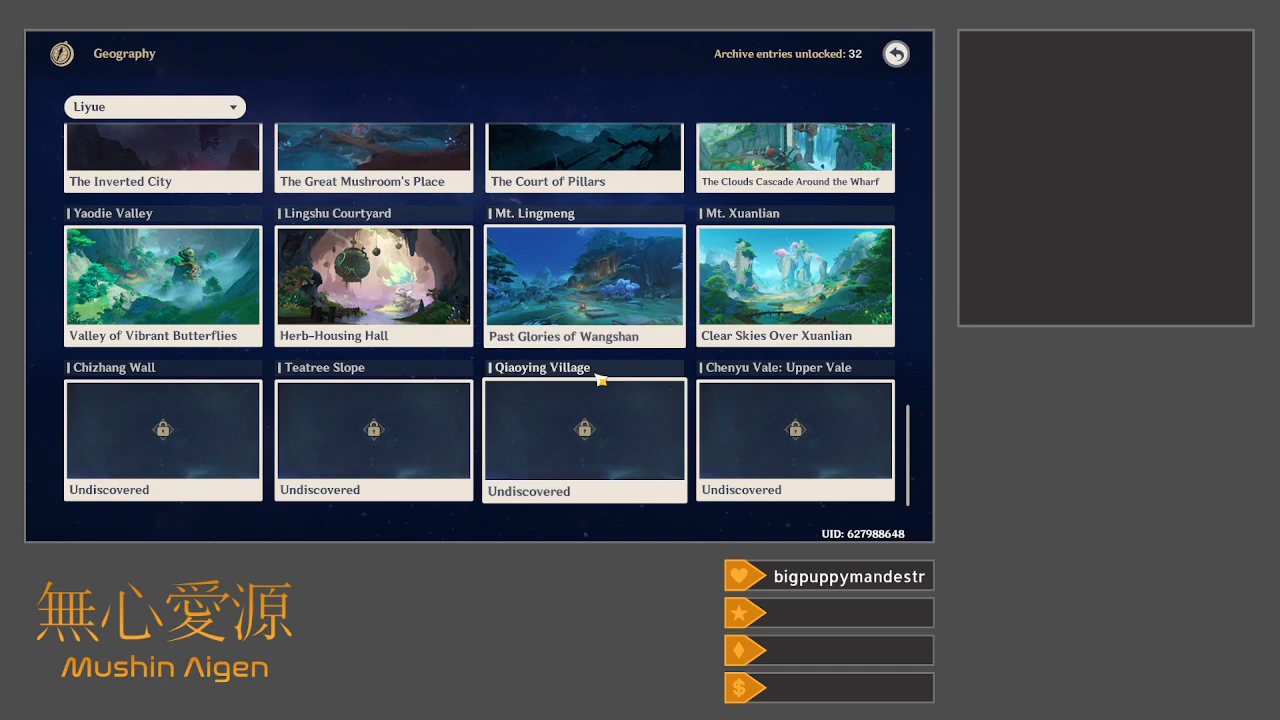 Geography
Archive entries unlocked: 32
Liyue
The Inverted City
The Great Mushroom's Place
The Court of Pillars
The Clouds Cascade Around the Wharf
Yaodie Valley
Lingshu Courtyard
Mt. Lingmeng
Mt. Xuanlian
Valley of Vibrant Butterflies
Herb-Housing Hall
Past Glories of Wangshan
Clear Skies Over Xuanlian
Chizhang Wall
Teatree Slope
Qiaoying Village
Chenyu Vale: Upper Vale
Undiscovered
Undiscovered
Undiscovered
Undiscovered
UID: 627988648
bigpuppymandestr
無心愛源
Mushin Aigen